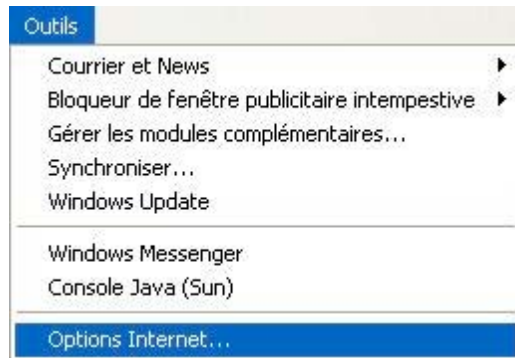 Outils
Courrier et News
Bloqueur de fenêtre publicitaire intempestive
Gérer les modules complémentaires...
Synchroniser...
Windows Update
Windows Messenger
Console Java (Sun)
Options Internet...